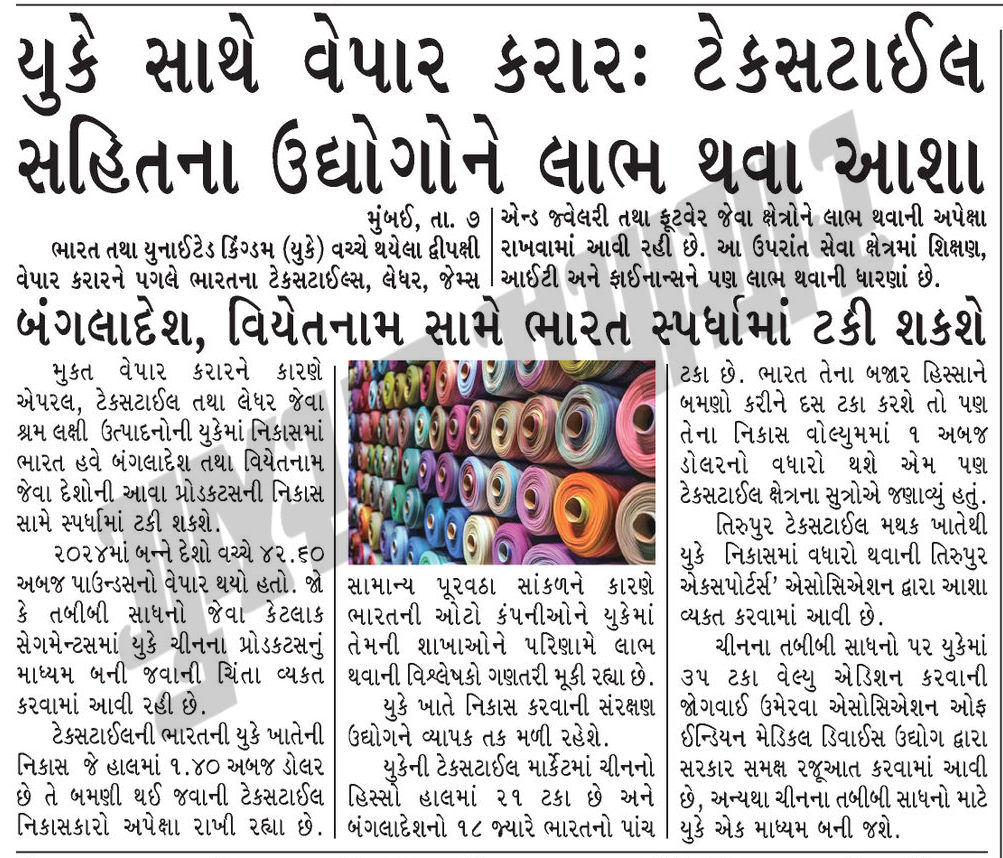 યુકે સાથે વેપાર કરારઃ ટેકસટાઈલ
સહિતના ઉદ્યોગોને લાભ થવા આશા
મુંબઈ, તા. ૭
ભારત તથા યુનાઈટેડ કિંગ્ડમ (યુકે) વચ્ચે થયેલા દ્વીપક્ષી
વેપાર કરારને પગલે ભારતના ટેકસટાઈલ્સ, લેધર, જેમ્સ
એન્ડ જ્વેલરી તથા ફૂટવેર જેવા ક્ષેત્રોને લાભ થવાની અપેક્ષા
રાખવામાં આવી રહી છે. આ ઉપરાંત સેવા ક્ષેત્રમાં શિક્ષણ,
આઈટી અને ફાઈનાન્સને પણ લાભ થવાની ધારણાં છે.
બંગલાદેશ, વિયેતનામ સામે ભારત સ્પર્ધામાં ટકી શકશે
મુકત વેપાર કરારને કારણે
એપરલ, ટેકસટાઈલ તથા લેધર જેવા
શ્રમ લક્ષી ઉત્પાદનોની યુકેમાં નિકાસમાં
ભારત હવે બંગલાદેશ તથા વિયેતનામ
જેવા દેશોની આવા પ્રોડકટસની નિકાસ
સામે સ્પર્ધામાં ટકી શકશે.
૨૦૨૪માં બન્ને દેશો વચ્ચે ૪૨.૬૦
અબજ પાઉન્ડસનો વેપાર થયો હતો. જો
કે તબીબી સાધનો જેવા કેટલાક
સેગમેન્ટસમાં યુકે ચીનના પ્રોડકટસનું
માધ્યમ બની જવાની ચિંતા વ્યકત
કરવામાં આવી રહી છે.
ટેકસટાઈલની ભારતની યુકે ખાતેની
નિકાસ જે હાલમાં ૧.૪૦ અબજ ડોલર
છે તે બમણી થઈ જવાની ટેકસટાઈલ
નિકાસકારો અપેક્ષા રાખી રહ્યા છે.
સામાન્ય પૂરવઠા સાંકળને કારણે
ભારતની ઓટો કંપનીઓને યુકેમાં
તેમની શાખાઓને પરિણામે લાભ
થવાની વિશ્લેષકો ગણતરી મૂકી રહ્યા છે.
યુકે ખાતે નિકાસ કરવાની સંરક્ષણ
ઉદ્યોગને વ્યાપક તક મળી રહેશે.
યુકેની ટેકસટાઈલ માર્કેટમાં ચીનનો
હિસ્સો હાલમાં ૨૧ ટકા છે અને
બંગલાદેશનો ૧૮ જ્યારે ભારતનો પાંચ
ટકા છે. ભારત તેના બજાર હિસ્સાને
બમણો કરીને દસ ટકા કરશે તો પણ
તેના નિકાસ વોલ્યુમમાં ૧ અબજ
ડોલરનો વધારો થશે એમ પણ
ટેકસટાઈલ ક્ષેત્રના સુત્રોએ જણાવ્યું હતું.
તિરુપુર ટેકસટાઈલ મથક ખાતેથી
યુકે નિકાસમાં વધારો થવાની તિરુપુર
એકસપોર્ટર્સ’ એસોસિએશન દ્વારા આશા
વ્યકત કરવામાં આવી છે.
ચીનના તબીબી સાધનો પર યુકેમાં
૩૫ ટકા વેલ્યુ એડિશન કરવાની
જોગવાઈ ઉમેરવા એસોસિએશન ઓફ
ઈન્ડિયન મેડિકલ ડિવાઈસ ઉદ્યોગ દ્વારા
સરકાર સમક્ષ રજૂઆત કરવામાં આવી
છે, અન્યથા ચીનના તબીબી સાધનો માટે
યુકે એક માધ્યમ બની જશે.
ગુજરાત સમાચાર